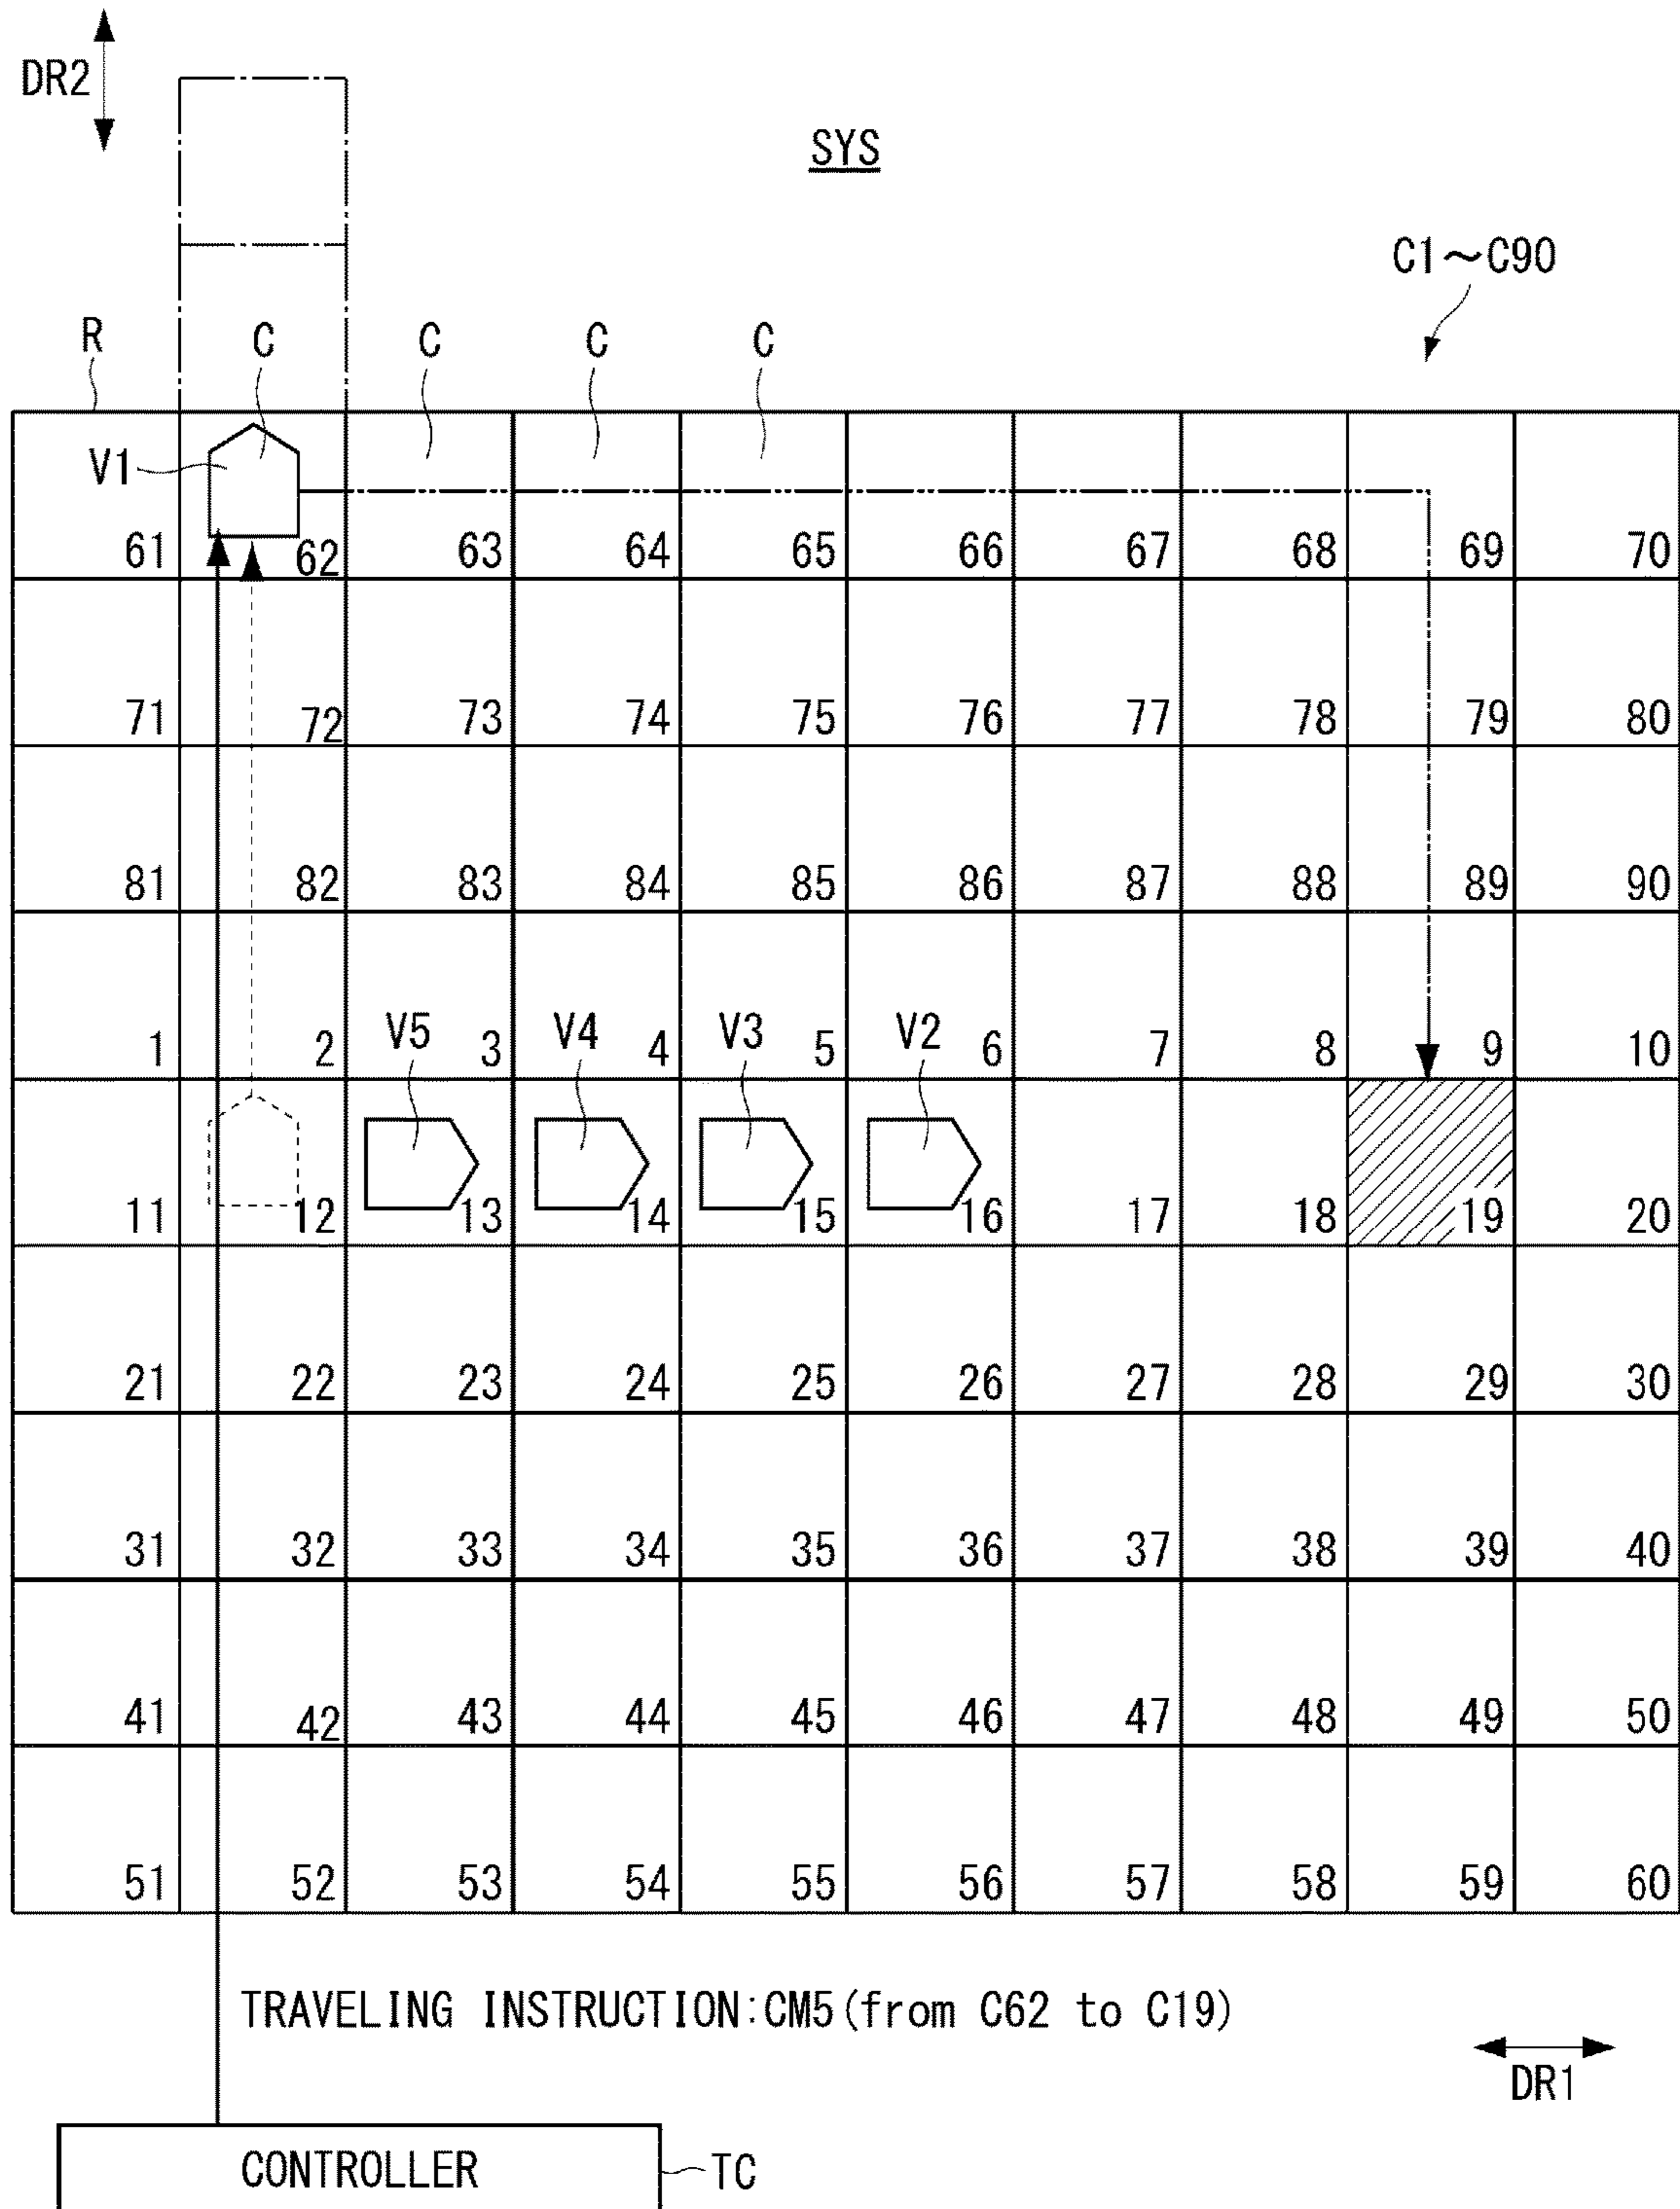 DR2
SYS
C1～C90
R C C C C
V1
61 62 63 64 65 66 67 68 69 70
71 72 73 74 75 76 77 78 79 80
81 82 83 84 85 86 87 88 89 90
V5 V4 V3 V2
1 2 3 4 5 6 7 8 9 10
11 12 13 14 15 16 17 18 19 20
21 22 23 24 25 26 27 28 29 30
31 32 33 34 35 36 37 38 39 40
41 42 43 44 45 46 47 48 49 50
51 52 53 54 55 56 57 58 59 60
TRAVELING INSTRUCTION:CM5(from C62 to C19)
DR1
CONTROLLER TC